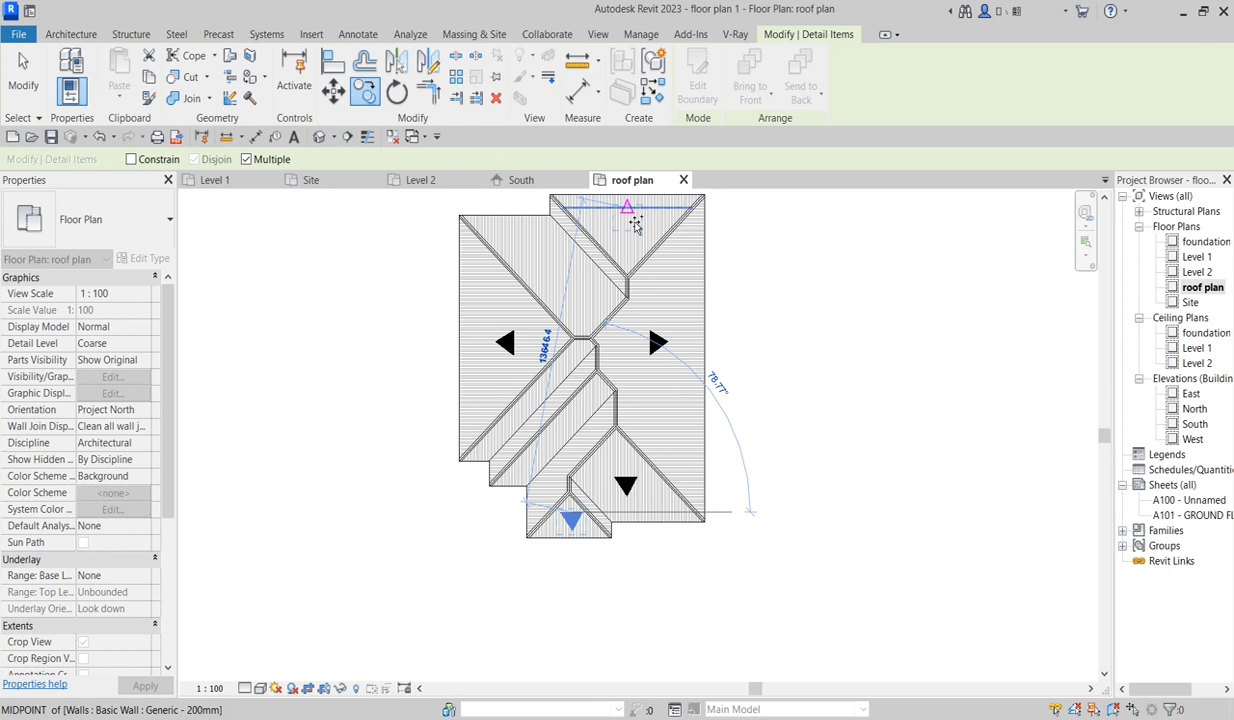 Autodesk Revit 2023 - floor plan 1 - Floor Plan: roof plan
File Architecture Structure Steel Precast Systems Insert Annotate Analyze Massing & Site Collaborate View Manage Add-Ins V-Ray Modify | Detail Items
Modify Paste Cope Cut Join Activate Edit Boundary Bring to Front Send to Back
Select Properties Clipboard Geometry Controls Modify View Measure Create Mode Arrange
Modify | Detail Items Constrain Disjoin Multiple
Properties
Level 1 Site Level 2 South roof plan
Project Browser - floo...
Floor Plan
Floor Plan: roof plan Edit Type
Graphics
View Scale 1 : 100
Scale Value 1: 100
Display Model Normal
Detail Level Coarse
Parts Visibility Show Original
Visibility/Grap... Edit...
Graphic Displ... Edit...
Orientation Project North
Wall Join Display Clean all wall j...
Discipline Architectural
Show Hidden ... By Discipline
Color Scheme ... Background
Color Scheme <none>
System Color ... Edit...
Default Analys... None
Sun Path
Underlay
Range: Base L... None
Range: Top Le... Unbounded
Underlay Orie... Look down
Extents
Crop View
Crop Region V...
Annotation Cr...
Properties help Apply
13646.4
78.77°
Views (all)
Structural Plans
Floor Plans
foundation
Level 1
Level 2
roof plan
Site
Ceiling Plans
foundation
Level 1
Level 2
Elevations (Buildin
East
North
South
West
Legends
Schedules/Quantiti
Sheets (all)
A100 - Unnamed
A101 - GROUND FL
Families
Groups
Revit Links
1 : 100
MIDPOINT of [Walls : Basic Wall : Generic - 200mm]
:0 Main Model :0